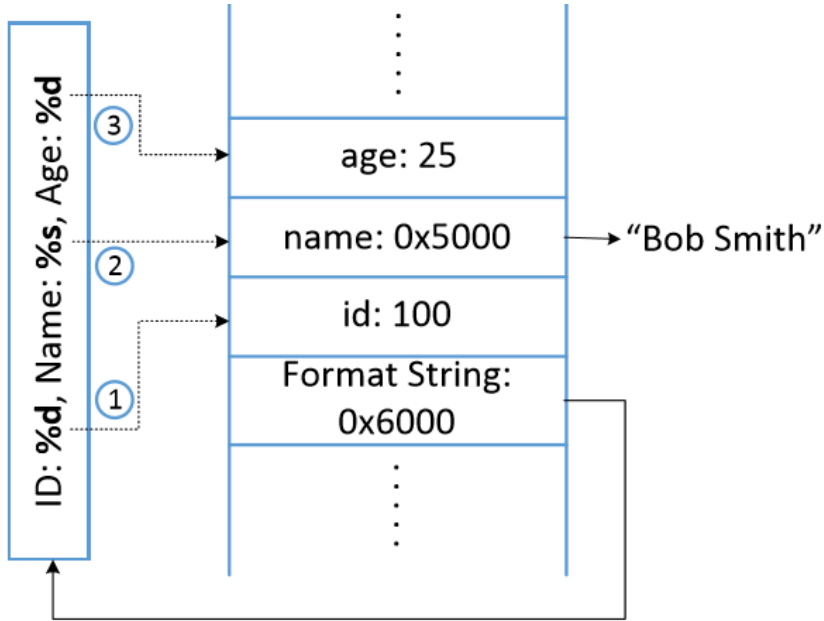 ID: %d, Name: %s, Age: %d
3
2
1
age: 25
name: 0x5000
"Bob Smith"
id: 100
Format String:
0x6000